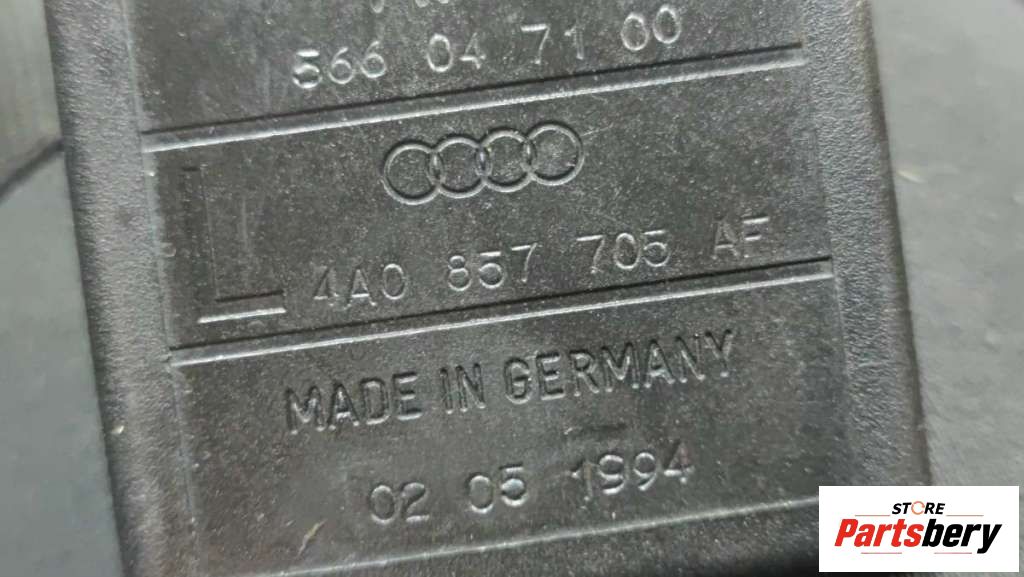 566 04 71 00
L
4A0 857 705 AF
MADE IN GERMANY
02 05 1994
STORE
Partsbery